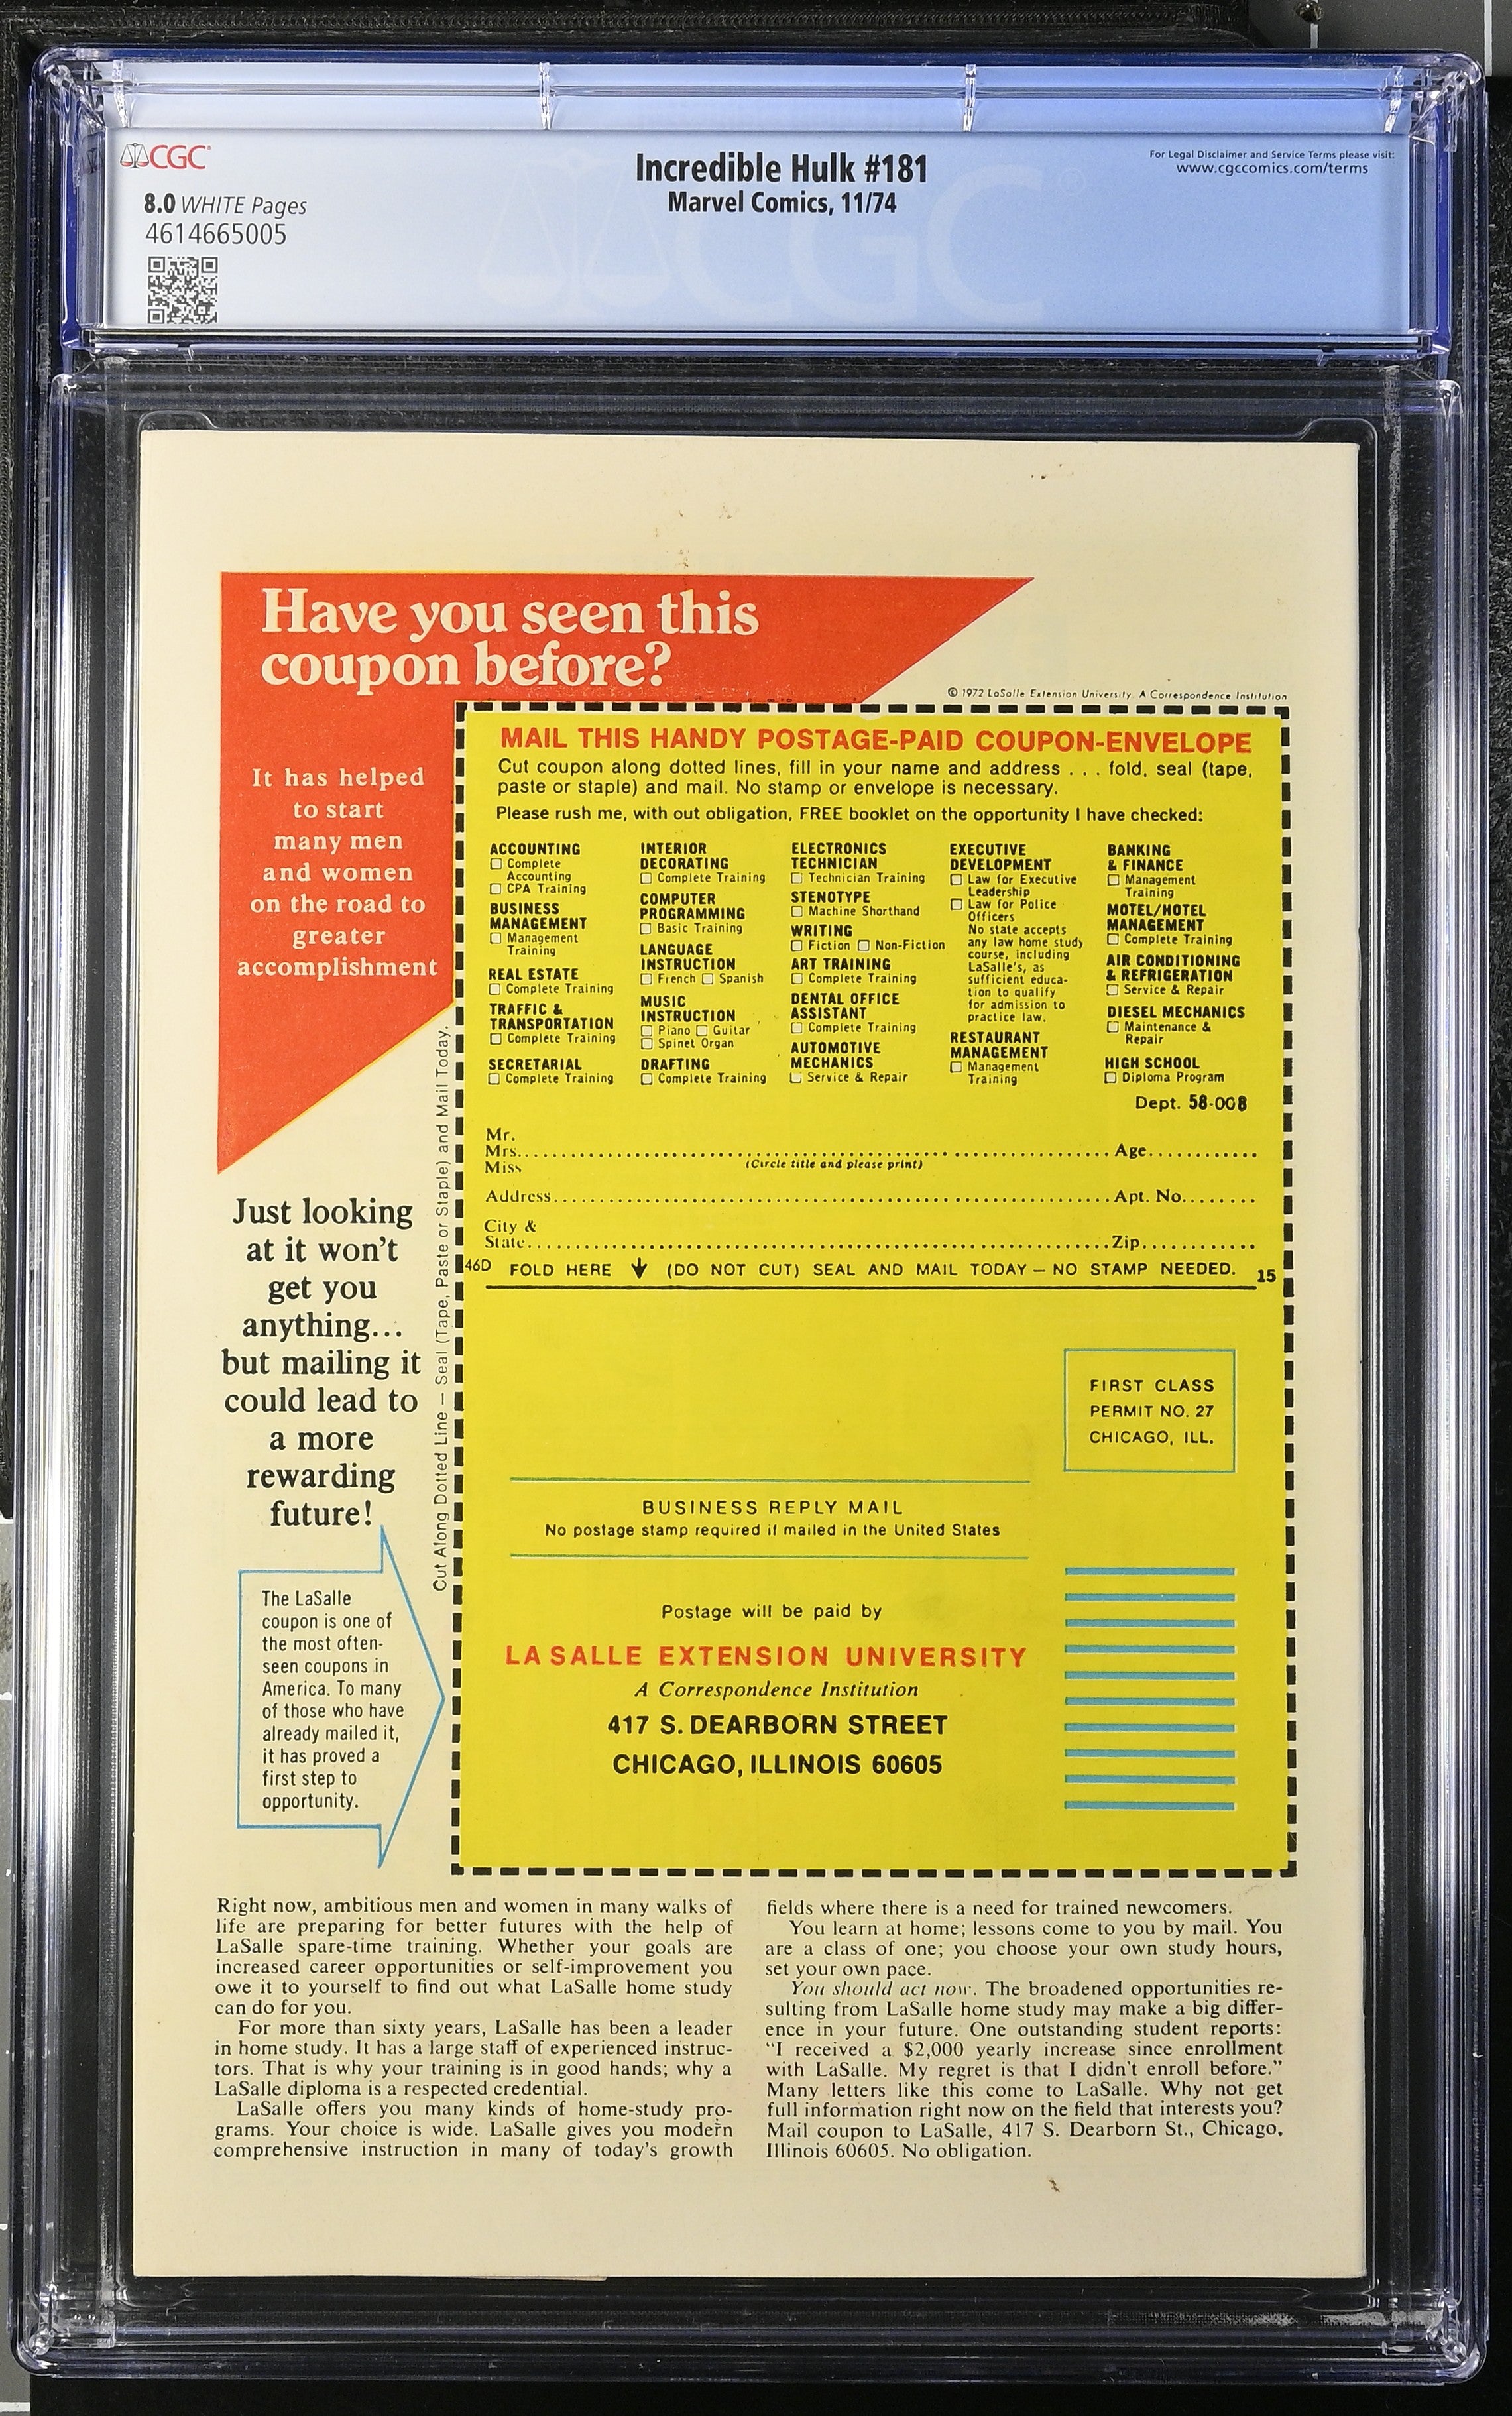 CGC
8.0 WHITE Pages
4614665005
Incredible Hulk #181
Marvel Comics, 11/74
For Legal Disclaimer and Service Terms please visit:
www.cgccomics.com/terms
CGC
Have you seen this
coupon before?
It has helped
to start
many men
and women
on the road to
greater
accomplishment
Just looking
at it won't
get you
anything...
but mailing it
could lead to
a more
rewarding
future!
The LaSalle
coupon is one of
the most often-
seen coupons in
America. To many
of those who have
already mailed it,
it has proved a
first step to
opportunity.
Cut Along Dotted Line — Seal (Tape, Paste or Staple) and Mail Today.
© 1972 LaSalle Extension University A Correspondence Institution
MAIL THIS HANDY POSTAGE-PAID COUPON-ENVELOPE
Cut coupon along dotted lines, fill in your name and address . . . fold, seal (tape,
paste or staple) and mail. No stamp or envelope is necessary.
Please rush me, with out obligation, FREE booklet on the opportunity I have checked:
ACCOUNTING
Complete
Accounting
CPA Training
BUSINESS
MANAGEMENT
Management
Training
REAL ESTATE
Complete Training
TRAFFIC &
TRANSPORTATION
Complete Training
SECRETARIAL
Complete Training
INTERIOR
DECORATING
Complete Training
COMPUTER
PROGRAMMING
Basic Training
LANGUAGE
INSTRUCTION
French Spanish
MUSIC
INSTRUCTION
Piano Guitar
Spinet Organ
DRAFTING
Complete Training
ELECTRONICS
TECHNICIAN
Technician Training
STENOTYPE
Machine Shorthand
WRITING
Fiction Non-Fiction
ART TRAINING
Complete Training
DENTAL OFFICE
ASSISTANT
Complete Training
AUTOMOTIVE
MECHANICS
Service & Repair
EXECUTIVE
DEVELOPMENT
Law for Executive
Leadership
Law for Police
Officers
No state accepts
any law home study
course, including
LaSalle's, as
sufficient educa-
tion to qualify
for admission to
practice law.
RESTAURANT
MANAGEMENT
Management
Training
BANKING
& FINANCE
Management
Training
MOTEL/HOTEL
MANAGEMENT
Complete Training
AIR CONDITIONING
& REFRIGERATION
Service & Repair
DIESEL MECHANICS
Maintenance &
Repair
HIGH SCHOOL
Diploma Program
Dept. 58-008
Mr.
Mrs. Age
Miss (Circle title and please print)
Address Apt. No.
City &
State Zip
46D FOLD HERE (DO NOT CUT) SEAL AND MAIL TODAY — NO STAMP NEEDED. 15
FIRST CLASS
PERMIT NO. 27
CHICAGO, ILL.
BUSINESS REPLY MAIL
No postage stamp required if mailed in the United States
Postage will be paid by
LA SALLE EXTENSION UNIVERSITY
A Correspondence Institution
417 S. DEARBORN STREET
CHICAGO, ILLINOIS 60605
Right now, ambitious men and women in many walks of
life are preparing for better futures with the help of
LaSalle spare-time training. Whether your goals are
increased career opportunities or self-improvement you
owe it to yourself to find out what LaSalle home study
can do for you.
For more than sixty years, LaSalle has been a leader
in home study. It has a large staff of experienced instruc-
tors. That is why your training is in good hands; why a
LaSalle diploma is a respected credential.
LaSalle offers you many kinds of home-study pro-
grams. Your choice is wide. LaSalle gives you modern
comprehensive instruction in many of today's growth
fields where there is a need for trained newcomers.
You learn at home; lessons come to you by mail. You
are a class of one; you choose your own study hours,
set your own pace.
You should act now. The broadened opportunities re-
sulting from LaSalle home study may make a big differ-
ence in your future. One outstanding student reports:
"I received a $2,000 yearly increase since enrollment
with LaSalle. My regret is that I didn't enroll before."
Many letters like this come to LaSalle. Why not get
full information right now on the field that interests you?
Mail coupon to LaSalle, 417 S. Dearborn St., Chicago,
Illinois 60605. No obligation.